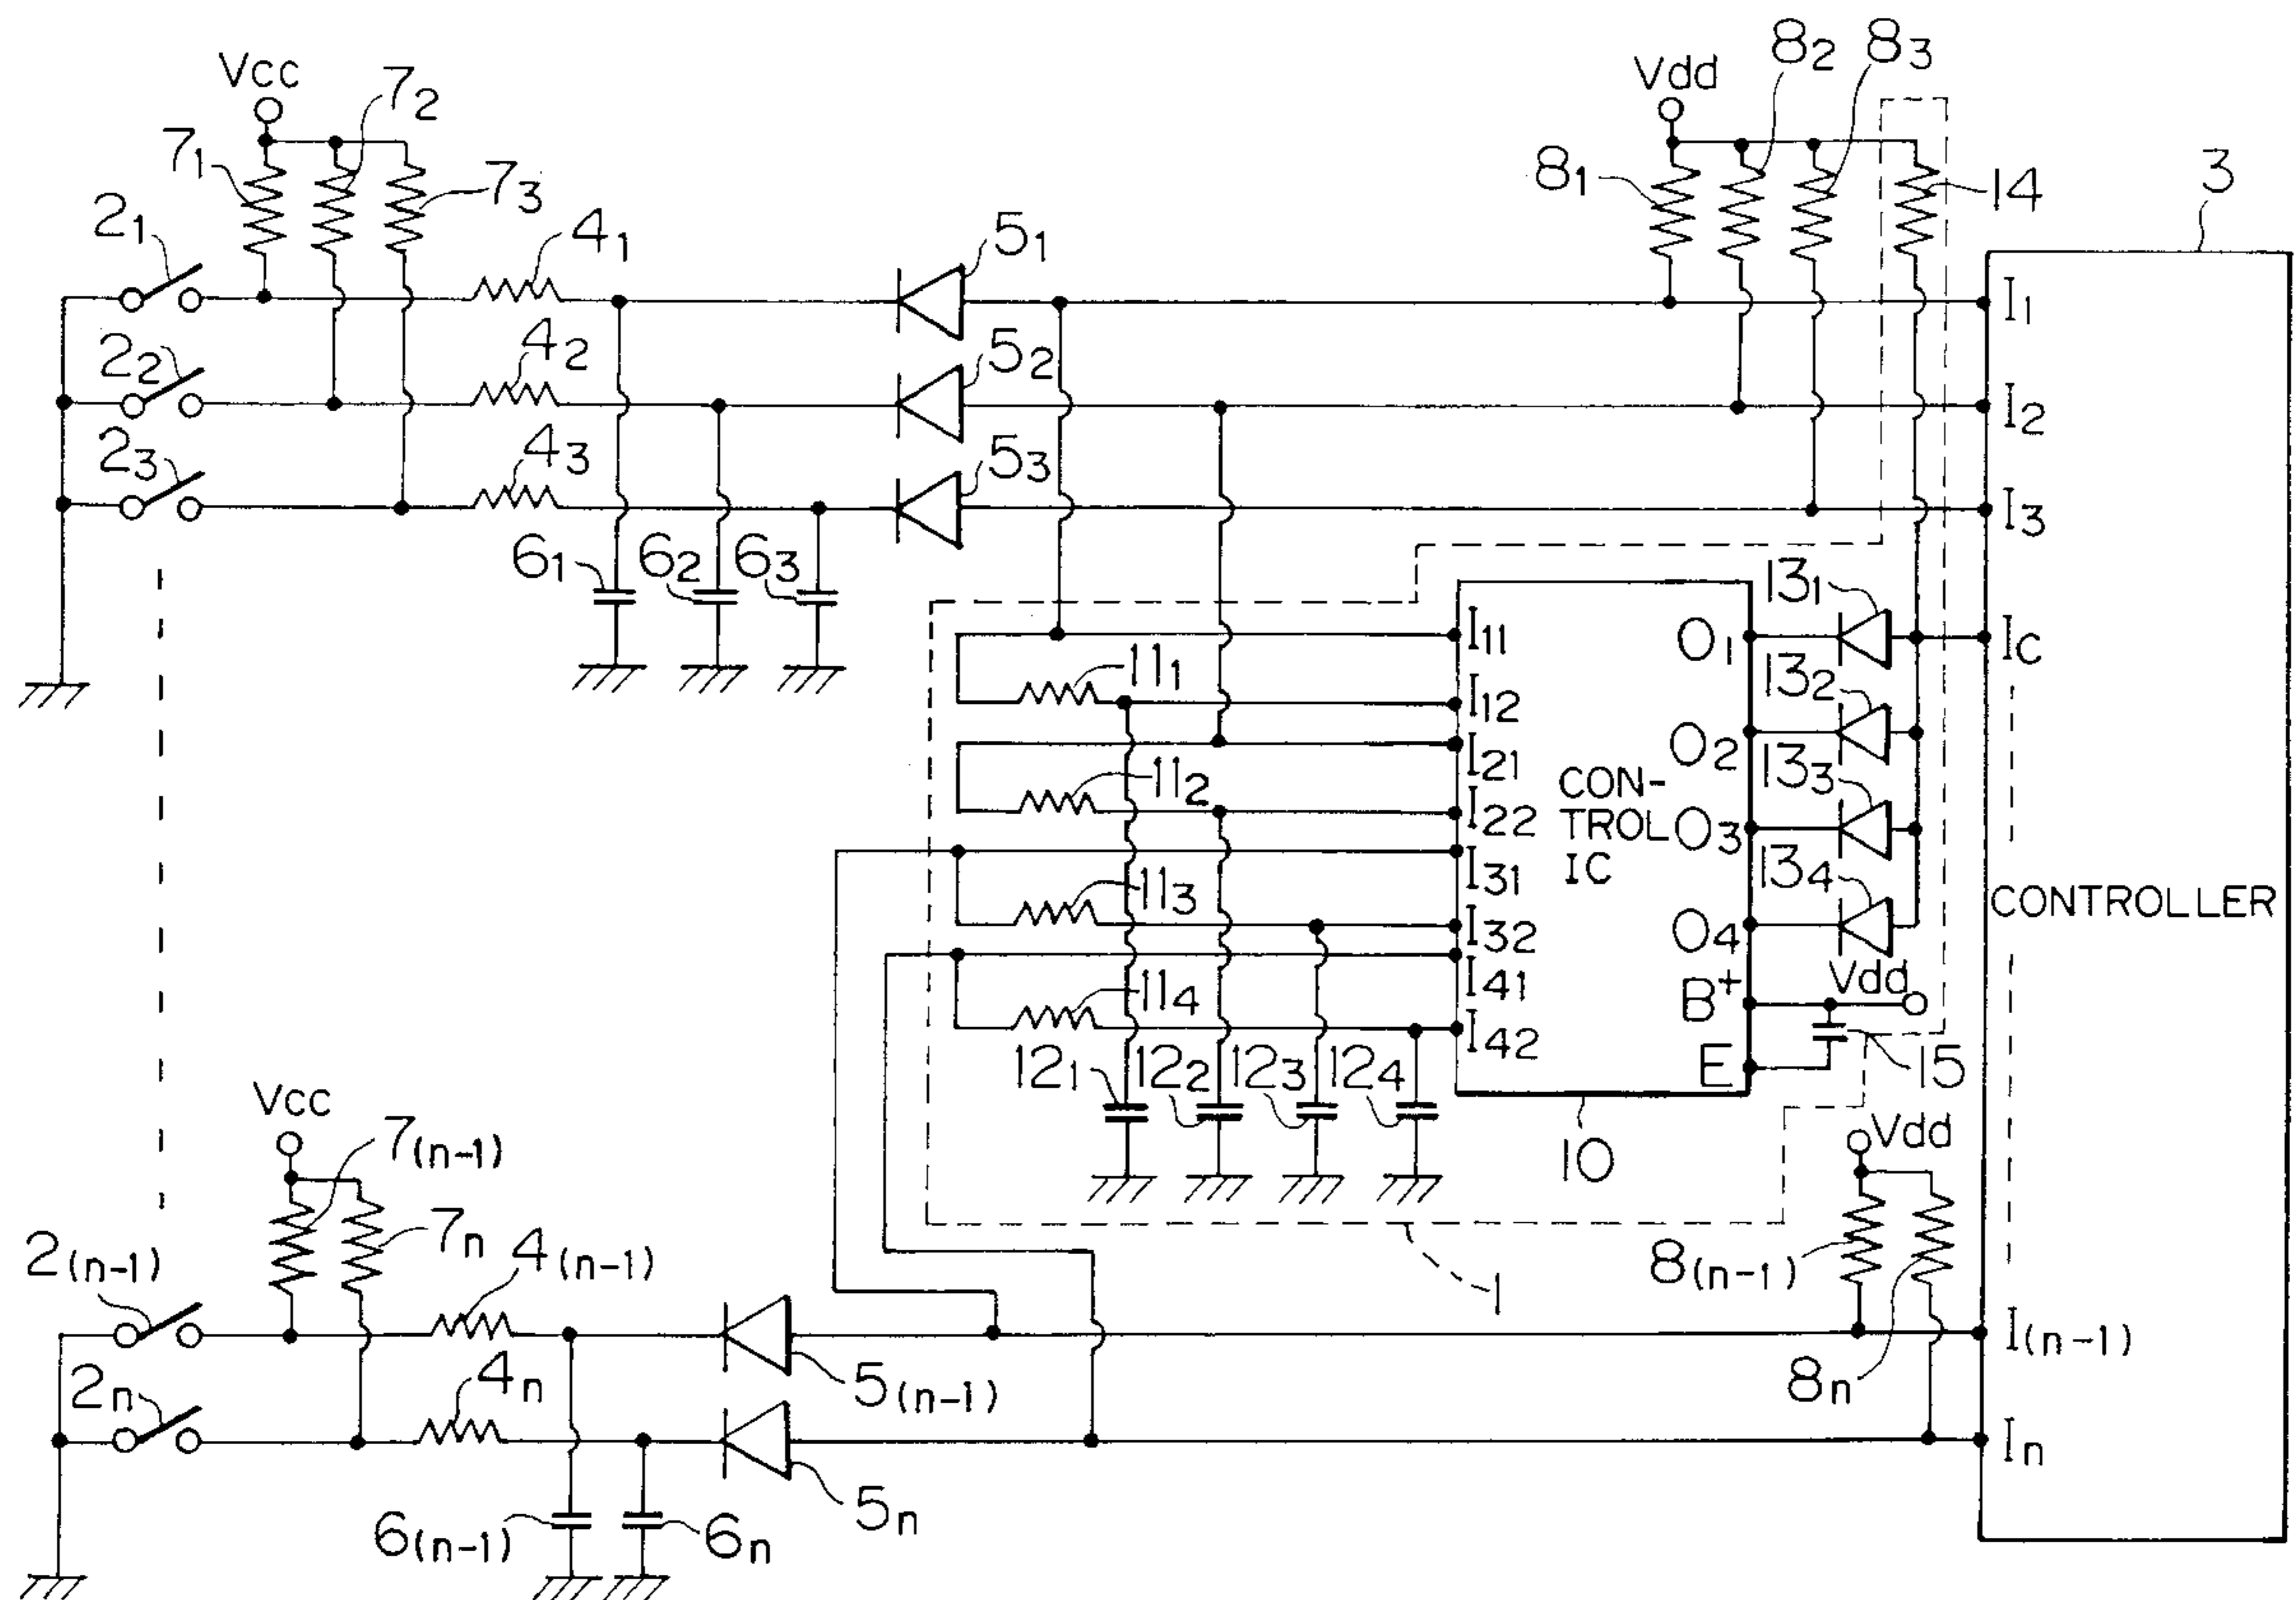 Vcc
7₁
7₂
7₃
2₁
2₂
2₃
4₁
4₂
4₃
5₁
5₂
5₃
6₁
6₂
6₃
Vdd
8₁
8₂
8₃
14
3
I₁
I₂
I₃
Ic
CONTROLLER
I(n-1)
In
I₁₁
I₁₂
I₂₁
I₂₂
I₃₁
I₃₂
I₄₁
I₄₂
CON-
TROL
IC
O₁
O₂
O₃
O₄
B⁺
E
13₁
13₂
13₃
13₄
Vdd
15
11₁
11₂
11₃
11₄
12₁
12₂
12₃
12₄
10
1
Vcc
7(n-1)
7n
2(n-1)
2n
4(n-1)
4n
5(n-1)
5n
6(n-1)
6n
Vdd
8(n-1)
8n